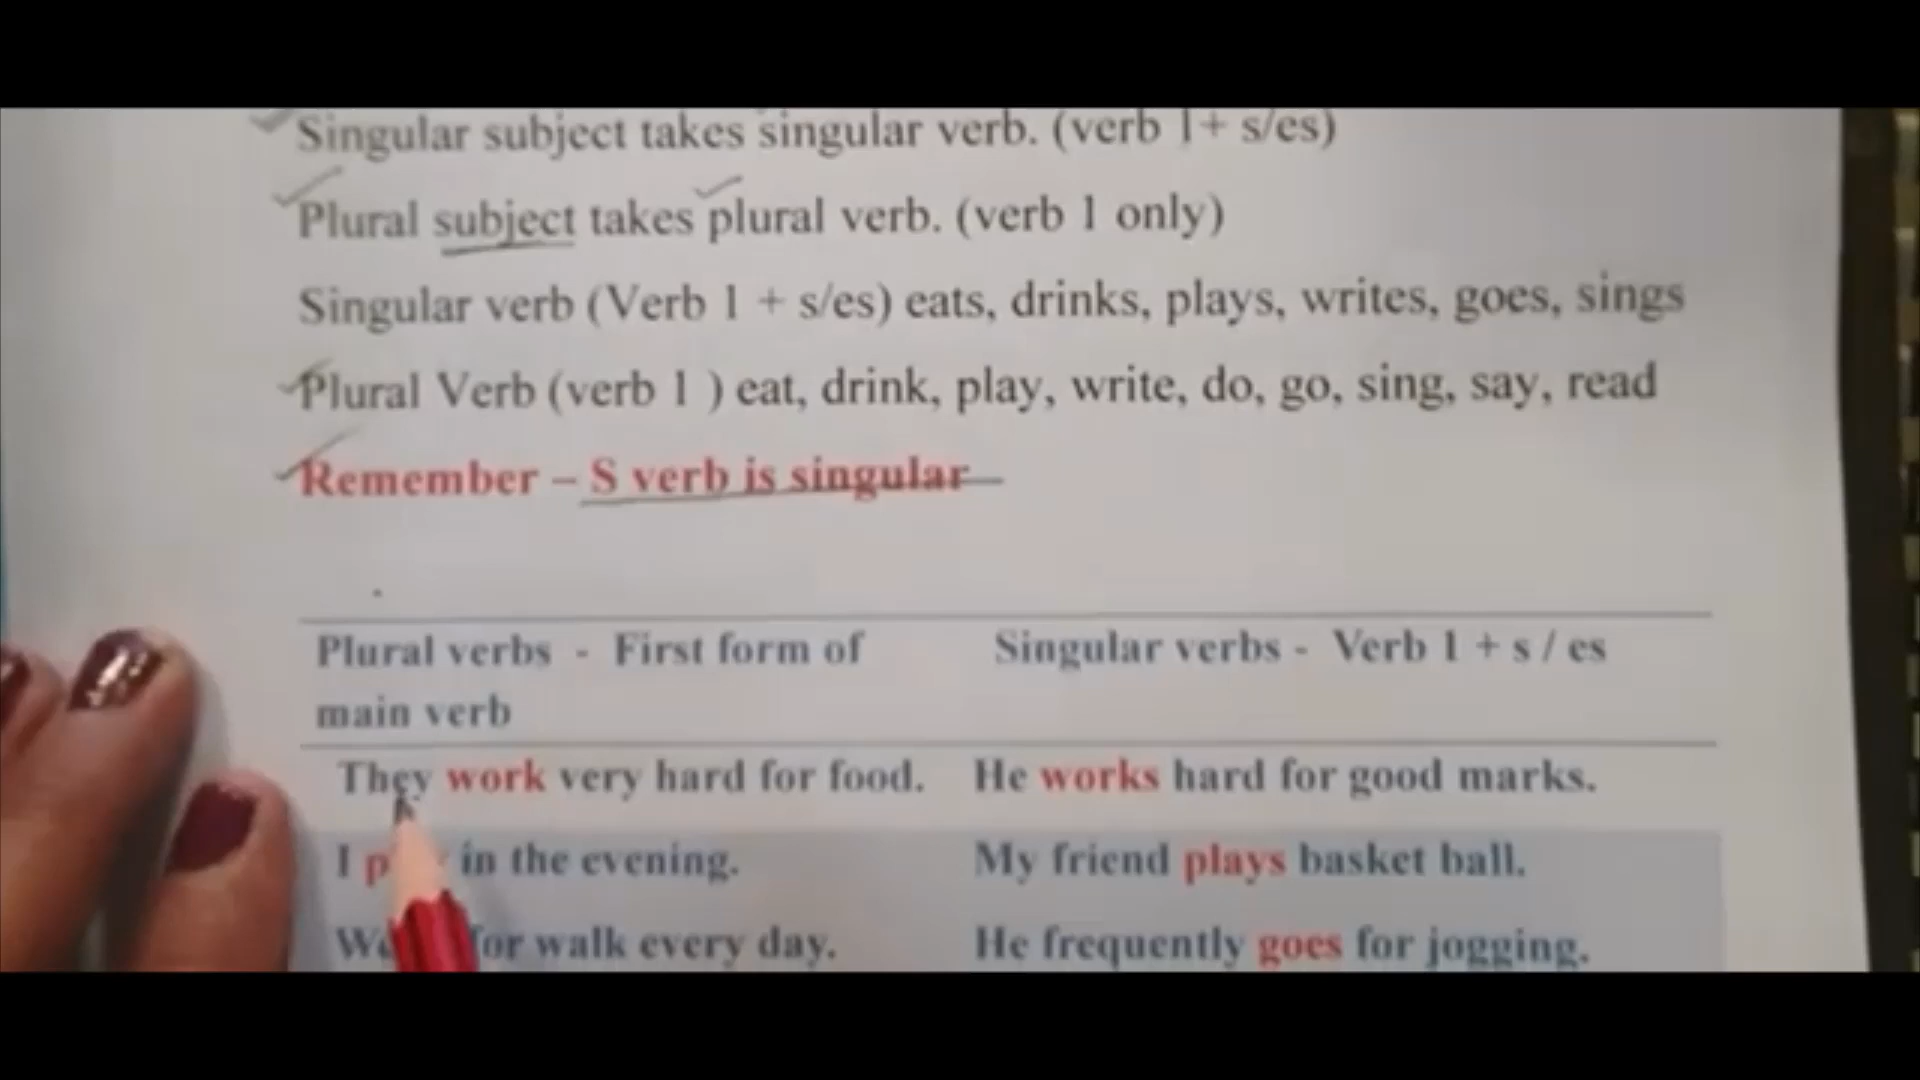 Singular subject takes singular verb. (verb 1+ s/es)
Plural subject takes plural verb. (verb 1 only)
Singular verb (Verb 1 + s/es) eats, drinks, plays, writes, goes, sings
Plural Verb (verb 1 ) eat, drink, play, write, do, go, sing, say, read
Remember – S verb is singular
Plural verbs - First form of main verb
Singular verbs - Verb 1 + s / es
They work very hard for food.
He works hard for good marks.
I in the evening.
My friend plays basket ball.
for walk every day.
He frequently goes for jogging.